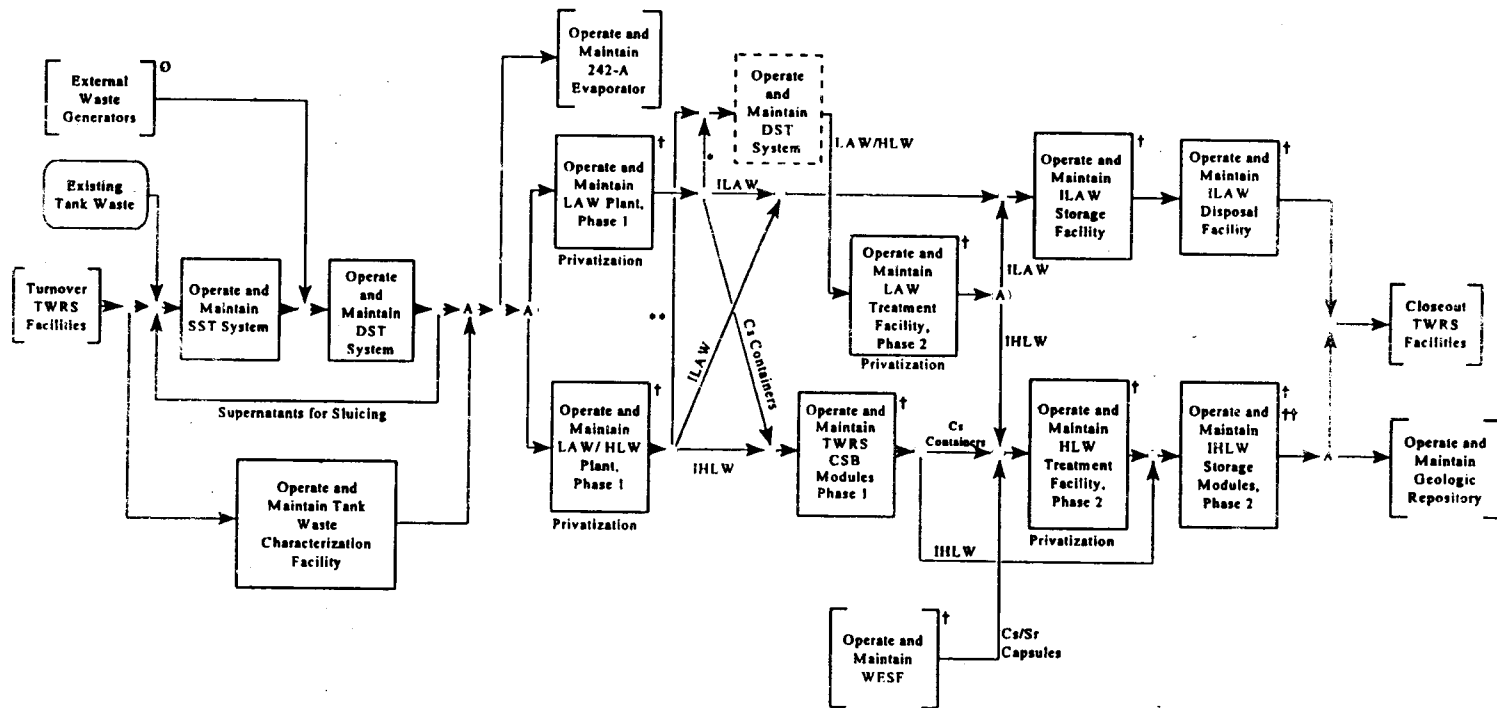 External
Waste
Generators
Existing
Tank Waste
Turnover
TWRS
Facilities
Operate and
Maintain
SST System
Operate
and
Maintain
DST
System
Supernatants for Sluicing
Operate and
Maintain Tank
Waste
Characterization
Facility
A
Operate and
Maintain
242-A
Evaporator
A
Operate and
Maintain
LAW Plant,
Phase 1
†
Privatization
Operate and
Maintain
LAW/HLW
Plant,
Phase 1
†
Privatization
*
**
ILAW
ILAW
Cs Containers
IHLW
Operate
and
Maintain
DST
System
LAW/HLW
Operate and
Maintain
LAW
Treatment
Facility,
Phase 2
†
Privatization
A
ILAW
IHLW
Operate and
Maintain
TWRS
CSB
Modules
Phase 1
†
Cs
Containers
IHLW
Operate and
Maintain
WESF
†
Cs/Sr
Capsules
Operate and
Maintain
ILAW
Storage
Facility
†
Operate and
Maintain
ILAW
Disposal
Facility
†
Operate and
Maintain
HLW
Treatment
Facility,
Phase 2
†
Privatization
Operate and
Maintain
IHLW
Storage
Modules,
Phase 2
†
††
A
Closeout
TWRS
Facilities
Operate and
Maintain
Geologic
Repository